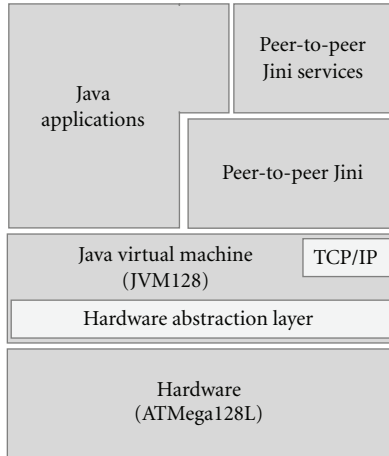 Java
applications
Peer-to-peer
Jini services
Peer-to-peer Jini
Java virtual machine
(JVM128)
TCP/IP
Hardware abstraction layer
Hardware
(ATMega128L)